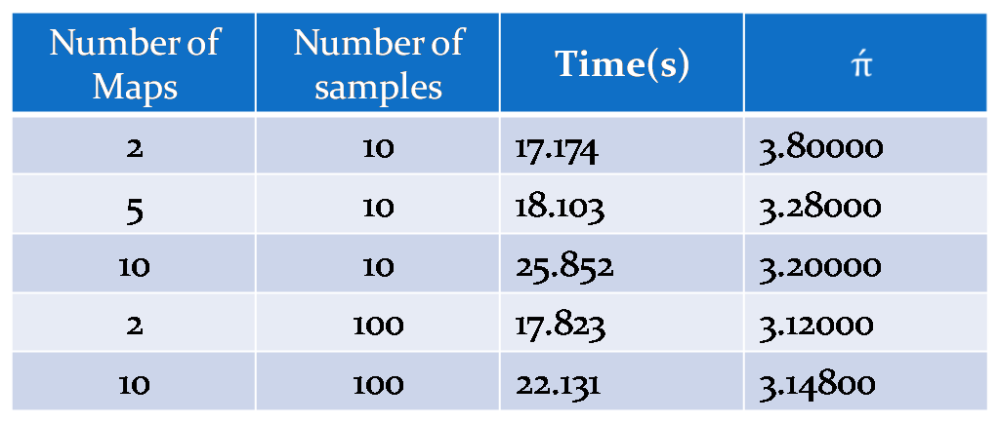 Number of Maps Number of samples Time(s) π́
2 10 17.174 3.80000
5 10 18.103 3.28000
10 10 25.852 3.20000
2 100 17.823 3.12000
10 100 22.131 3.14800